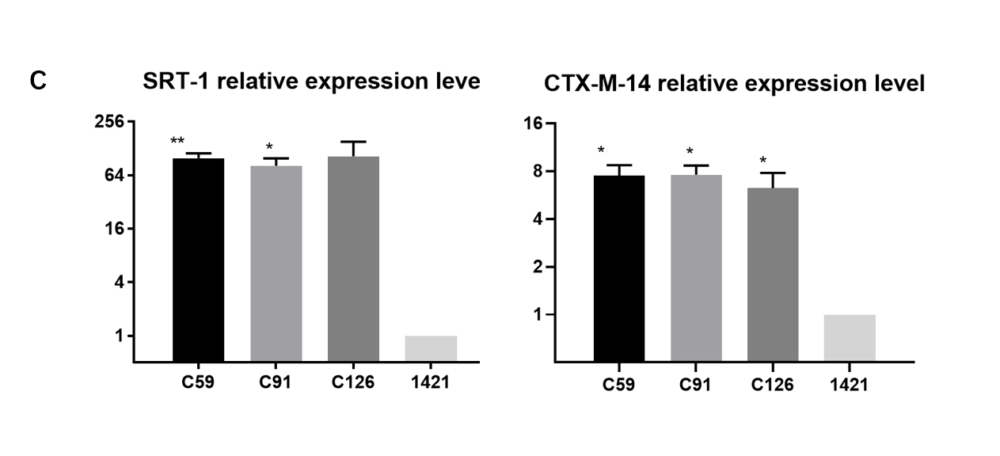 C
SRT-1 relative expression leve
256
64
16
4
1
**
*
C59
C91
C126
1421
CTX-M-14 relative expression level
16
8
4
2
1
*
*
*
C59
C91
C126
1421